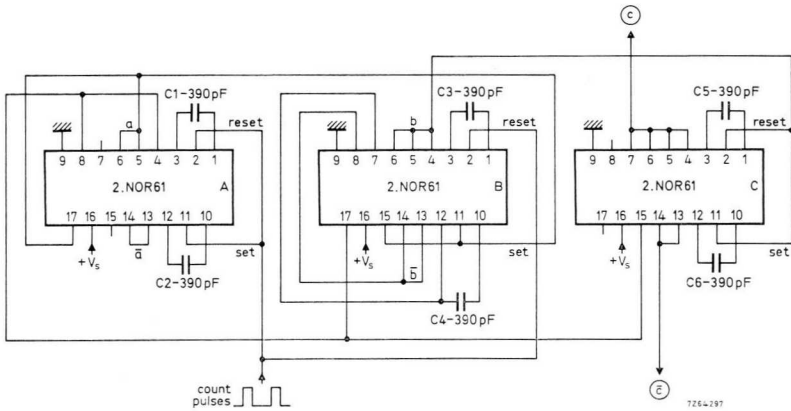 c
C3-390pF
C5-390pF
C1-390pF
a
reset
b
reset
reset
9 8 7 6 5 4 3 2 1
9 8 7 6 5 4 3 2 1
9 8 7 6 5 4 3 2 1
2.NOR61 A
2.NOR61 B
2.NOR61 C
17 16 15 14 13 12 11 10
17 16 15 14 13 12 11 10
17 16 15 14 13 12 11 10
+Vs
a̅
set
+Vs
b̅
set
+Vs
set
C2-390pF
C4-390pF
C6-390pF
count
pulses
c̅
7Z64297